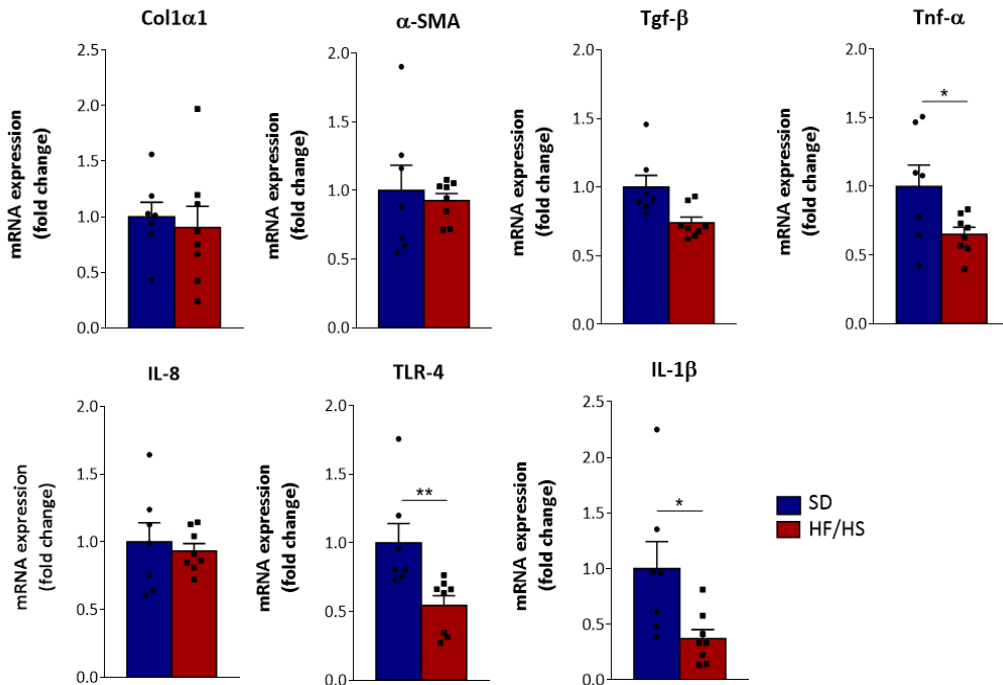 Col1α1
mRNA expression
(fold change)
2.5
2.0
1.5
1.0
0.5
0.0
α-SMA
mRNA expression
(fold change)
2.0
1.5
1.0
0.5
0.0
Tgf-β
mRNA expression
(fold change)
2.0
1.5
1.0
0.5
0.0
Tnf-α
mRNA expression
(fold change)
2.0
1.5
1.0
0.5
0.0
*
IL-8
mRNA expression
(fold change)
2.0
1.5
1.0
0.5
0.0
TLR-4
mRNA expression
(fold change)
2.0
1.5
1.0
0.5
0.0
**
IL-1β
mRNA expression
(fold change)
2.5
2.0
1.5
1.0
0.5
0.0
*
SD
HF/HS